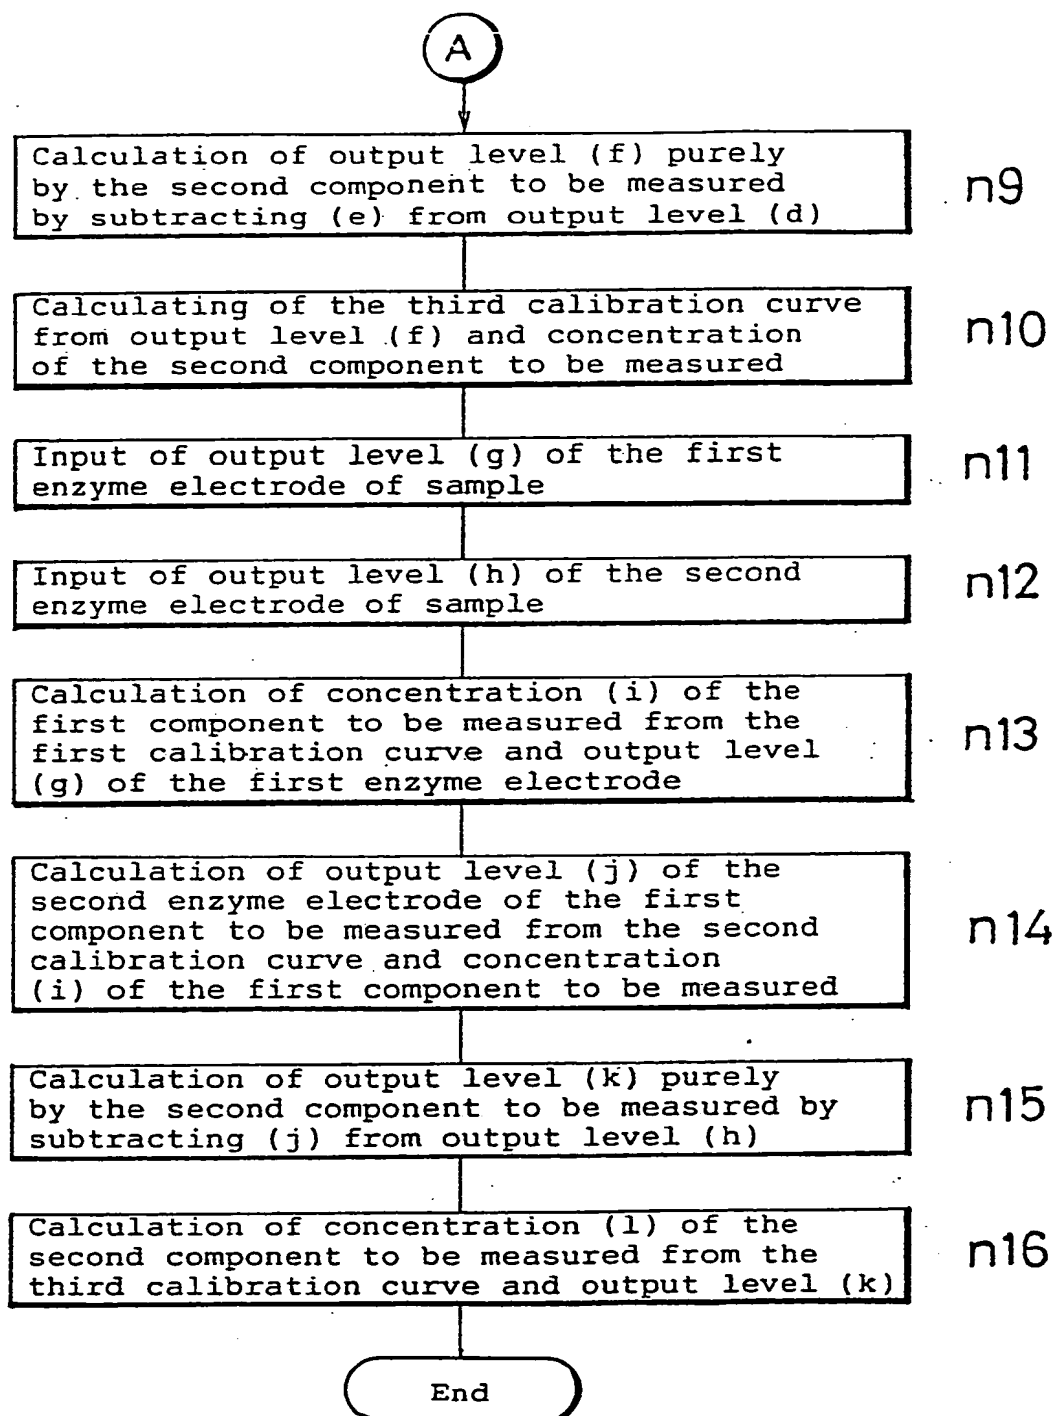 A
Calculation of output level (f) purely
by the second component to be measured
by subtracting (e) from output level (d)
n9
Calculating of the third calibration curve
from output level (f) and concentration
of the second component to be measured
n10
Input of output level (g) of the first
enzyme electrode of sample
n11
Input of output level (h) of the second
enzyme electrode of sample
n12
Calculation of concentration (i) of the
first component to be measured from the
first calibration curve and output level
(g) of the first enzyme electrode
n13
Calculation of output level (j) of the
second enzyme electrode of the first
component to be measured from the second
calibration curve and concentration
(i) of the first component to be measured
n14
Calculation of output level (k) purely
by the second component to be measured by
subtracting (j) from output level (h)
n15
Calculation of concentration (l) of the
second component to be measured from the
third calibration curve and output level (k)
n16
End